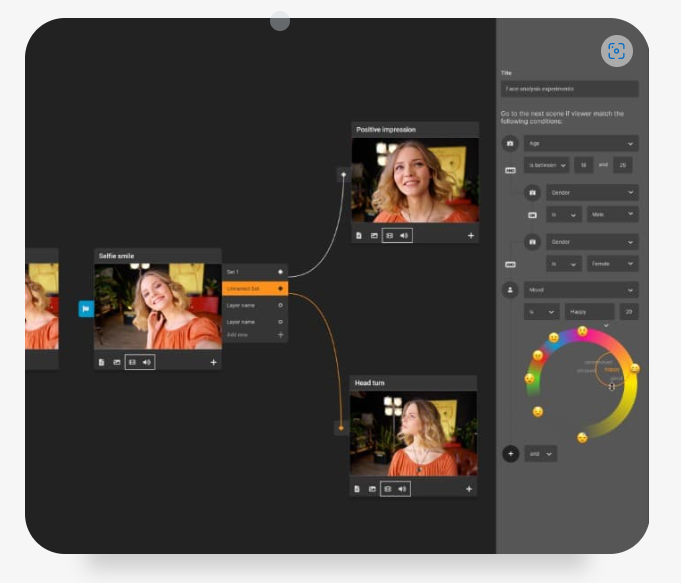 Title
Face analysis experiments
Go to the next scene if viewer match the
following conditions:
Age
is between
18
and
25
Gender
is
Male
Gender
is
Female
Mood
is
Happy
20
happy
and
Positive impression
Selfie smile
Set 1
Unnamed Set
Layer name
Layer name
Add new
Head turn